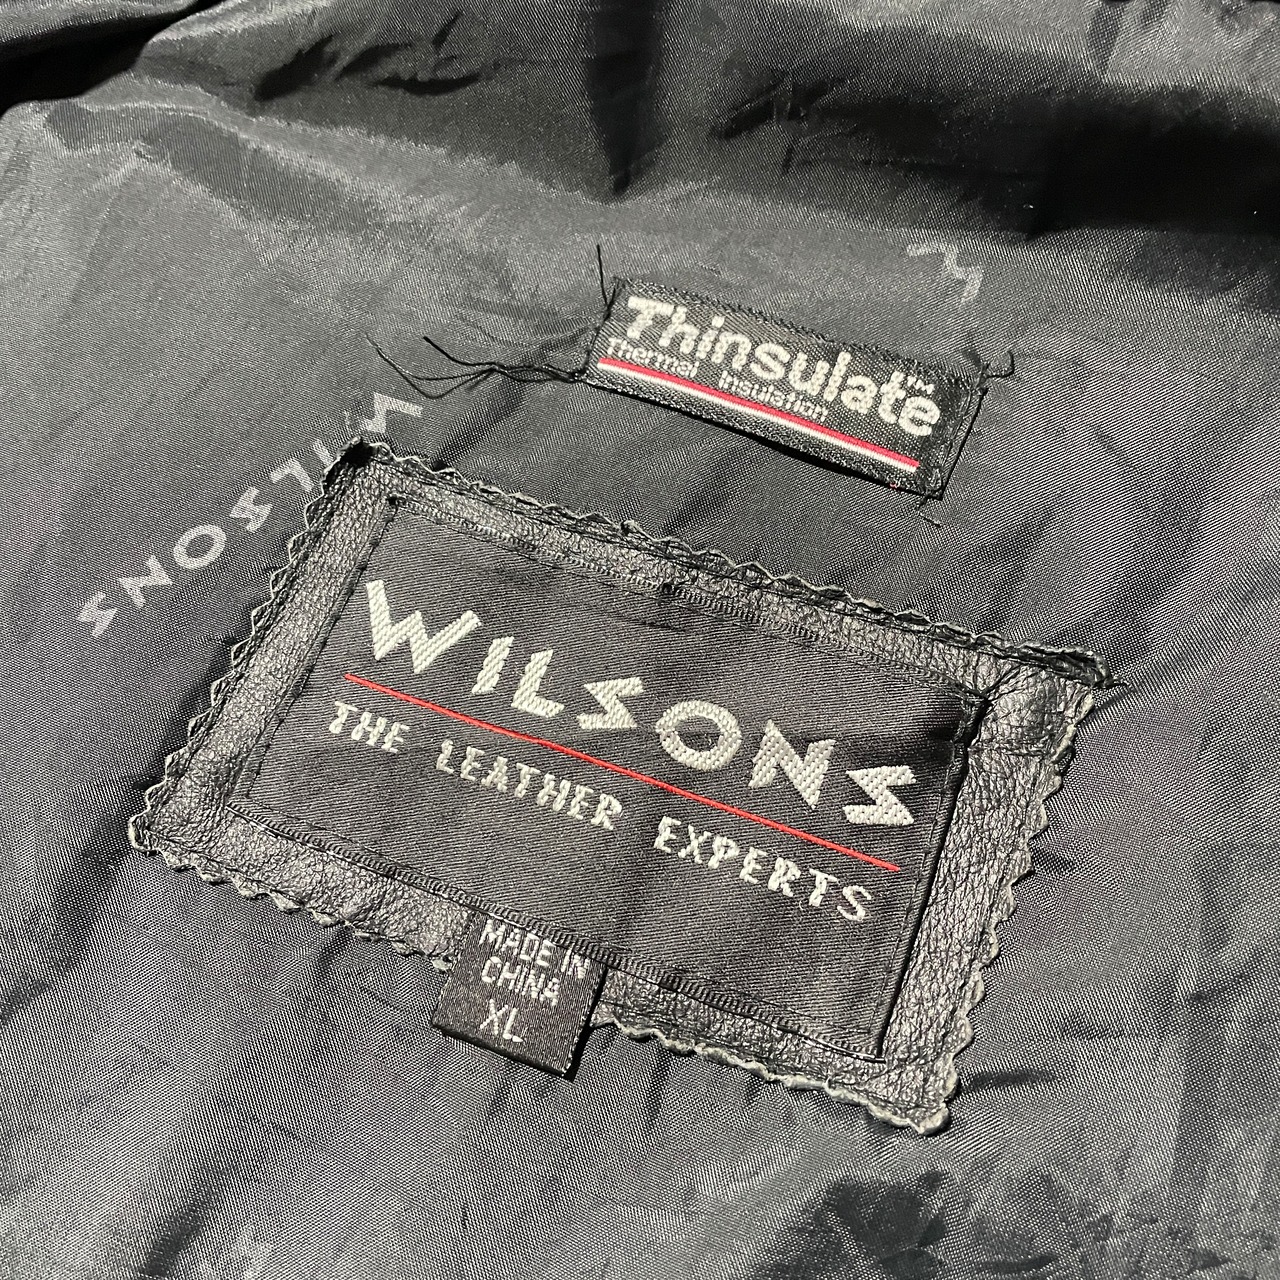 Thinsulate™
Thermal Insulation
WILSONS
WILSONS
THE LEATHER EXPERTS
MADE IN
CHINA
XL